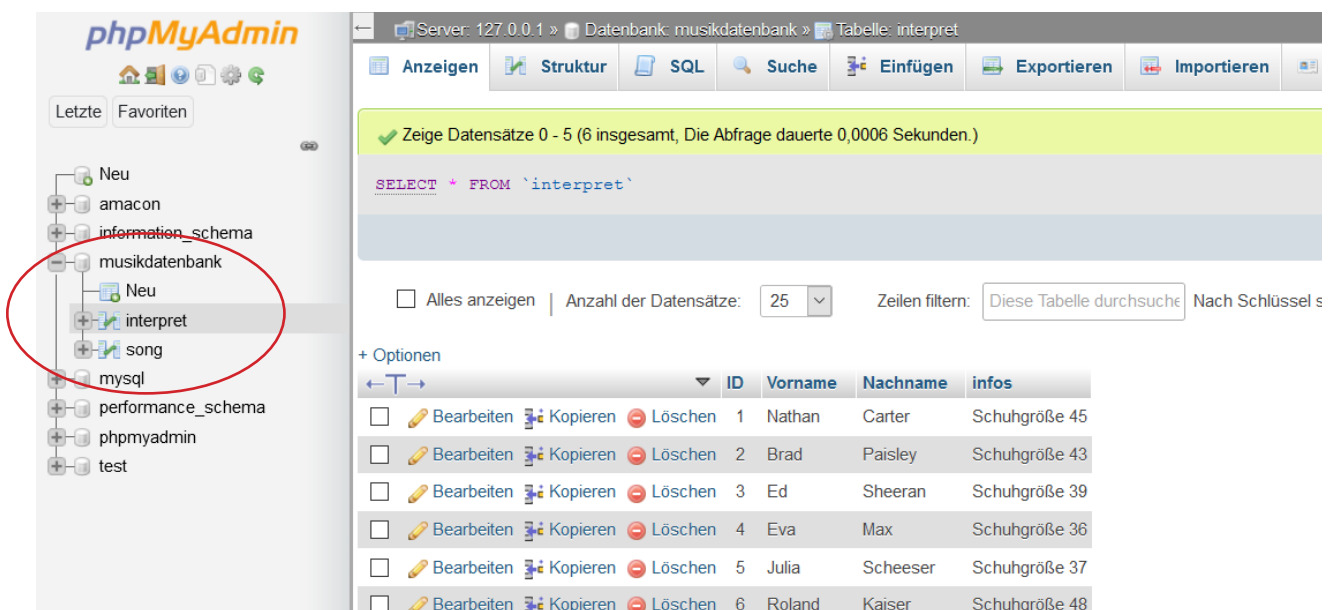 phpMyAdmin
Letzte Favoriten
Neu
amacon
information_schema
musikdatenbank
Neu
interpret
song
mysql
performance_schema
phpmyadmin
test
Server: 127.0.0.1 » Datenbank: musikdatenbank » Tabelle: interpret
Anzeigen Struktur SQL Suche Einfügen Exportieren Importieren
Zeige Datensätze 0 - 5 (6 insgesamt, Die Abfrage dauerte 0,0006 Sekunden.)
SELECT * FROM `interpret`
Alles anzeigen | Anzahl der Datensätze: 25 Zeilen filtern: Diese Tabelle durchsuche Nach Schlüssel s
+ Optionen
←T→ ID Vorname Nachname infos
Bearbeiten Kopieren Löschen 1 Nathan Carter Schuhgröße 45
Bearbeiten Kopieren Löschen 2 Brad Paisley Schuhgröße 43
Bearbeiten Kopieren Löschen 3 Ed Sheeran Schuhgröße 39
Bearbeiten Kopieren Löschen 4 Eva Max Schuhgröße 36
Bearbeiten Kopieren Löschen 5 Julia Scheeser Schuhgröße 37
Bearbeiten Kopieren Löschen 6 Roland Kaiser Schuhgröße 48